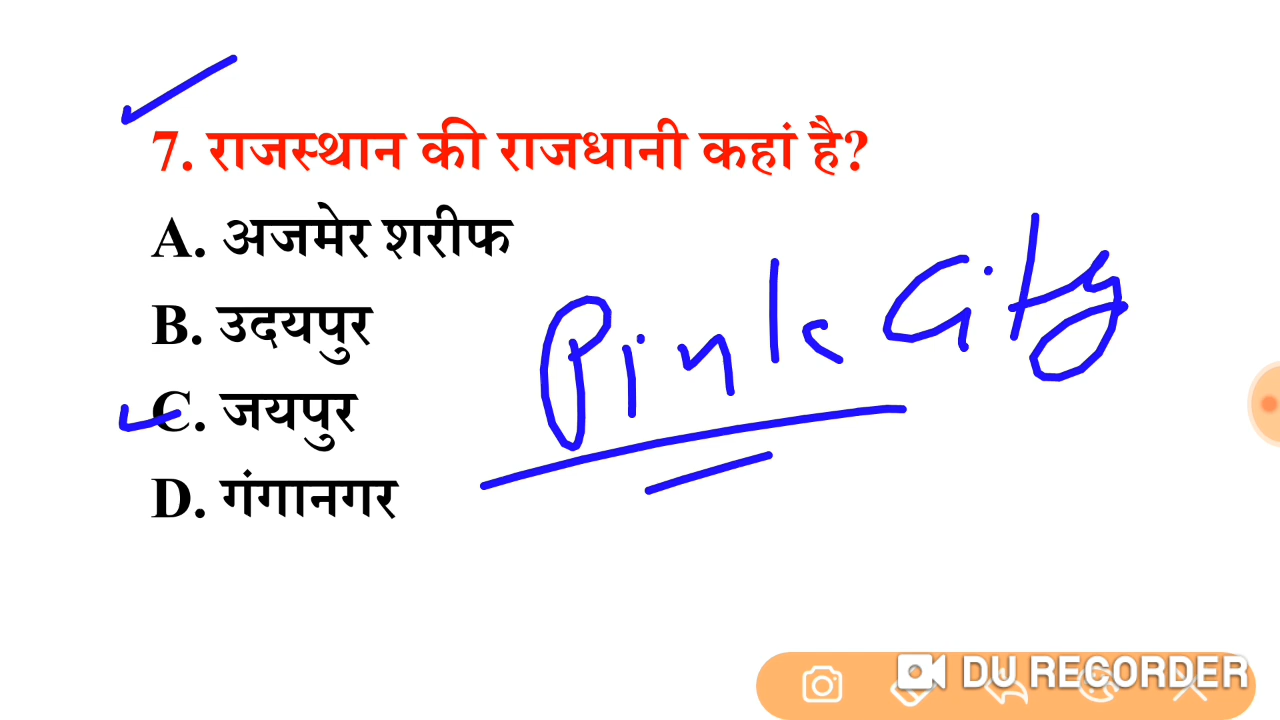 7. राजस्थान की राजधानी कहां है?
A. अजमेर शरीफ
B. उदयपुर
C. जयपुर
D. गंगानगर
Pink City
DU RECORDER